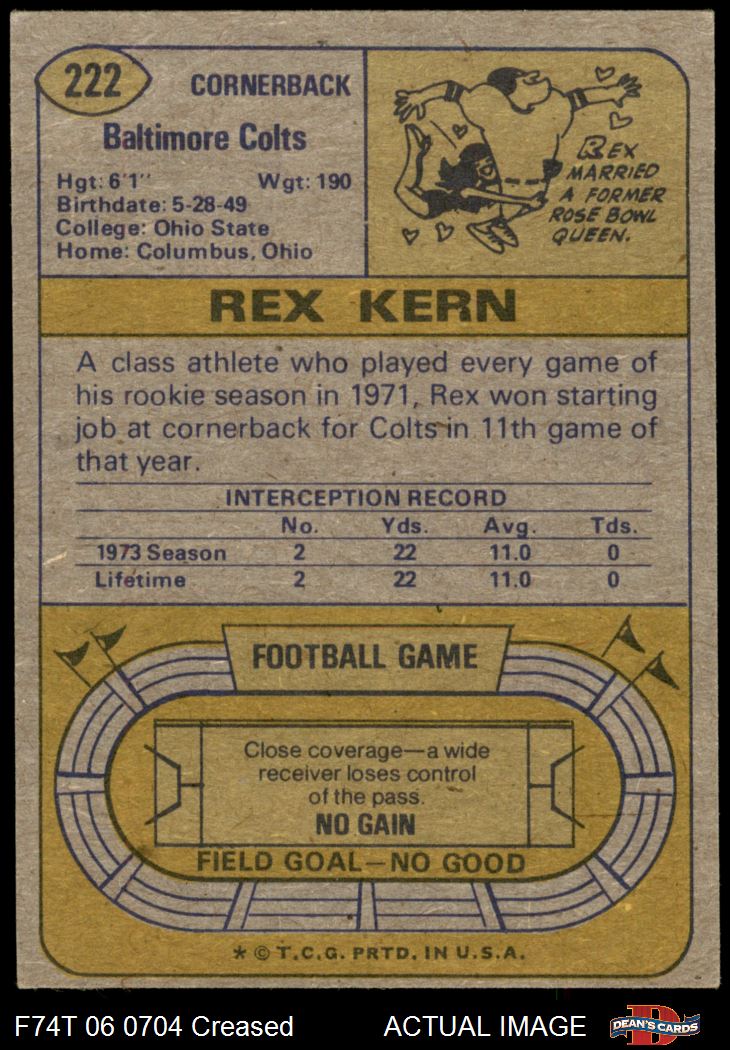 222
CORNERBACK
Baltimore Colts
Hgt: 6'1" Wgt: 190
Birthdate: 5-28-49
College: Ohio State
Home: Columbus, Ohio
REX
MARRIED
A FORMER
ROSE BOWL
QUEEN.
REX KERN
A class athlete who played every game of
his rookie season in 1971, Rex won starting
job at cornerback for Colts in 11th game of
that year.
INTERCEPTION RECORD
No. Yds. Avg. Tds.
1973 Season 2 22 11.0 0
Lifetime 2 22 11.0 0
FOOTBALL GAME
Close coverage—a wide
receiver loses control
of the pass.
NO GAIN
FIELD GOAL—NO GOOD
* © T.C.G. PRTD. IN U.S.A.
F74T 06 0704 Creased ACTUAL IMAGE
D
DEAN'S CARDS